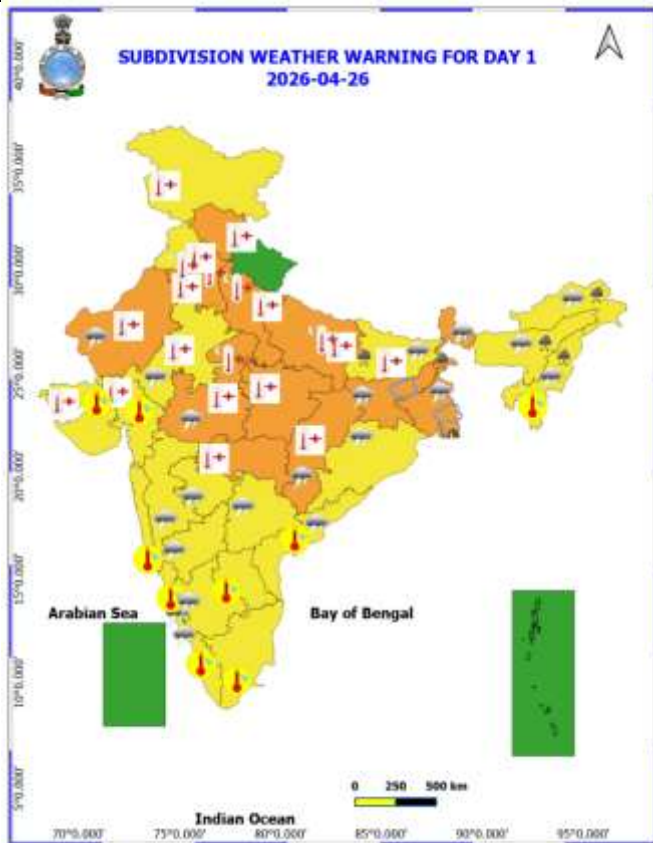 SUBDIVISION WEATHER WARNING FOR DAY 1
2026-04-26
40°0.000'
35°0.000'
30°0.000'
25°0.000'
20°0.000'
15°0.000'
10°0.000'
5°0.000'
Arabian Sea
Bay of Bengal
0 250 500 km
Indian Ocean
70°0.000' 75°0.000' 80°0.000' 85°0.000' 90°0.000' 95°0.000'